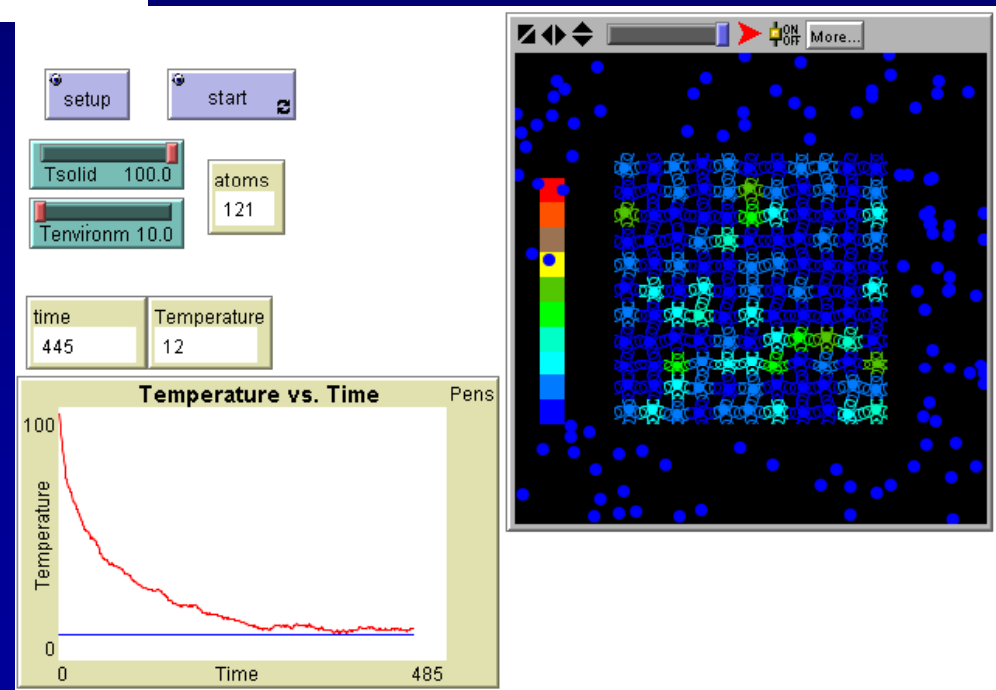 setup
start
Tsolid 100.0
Tenvironm 10.0
atoms
121
time
445
Temperature
12
Temperature vs. Time
Pens
100
Temperature
0
0
Time
485
ON
OFF
More...